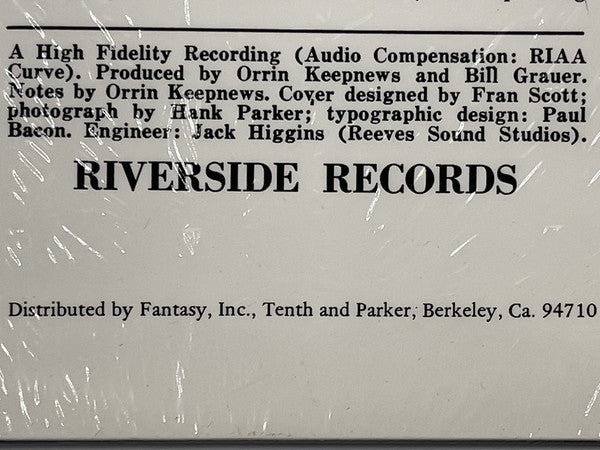 A High Fidelity Recording (Audio Compensation: RIAA
Curve). Produced by Orrin Keepnews and Bill Grauer.
Notes by Orrin Keepnews. Cover designed by Fran Scott;
photograph by Hank Parker; typographic design: Paul
Bacon. Engineer: Jack Higgins (Reeves Sound Studios).
RIVERSIDE RECORDS
Distributed by Fantasy, Inc., Tenth and Parker, Berkeley, Ca. 94710